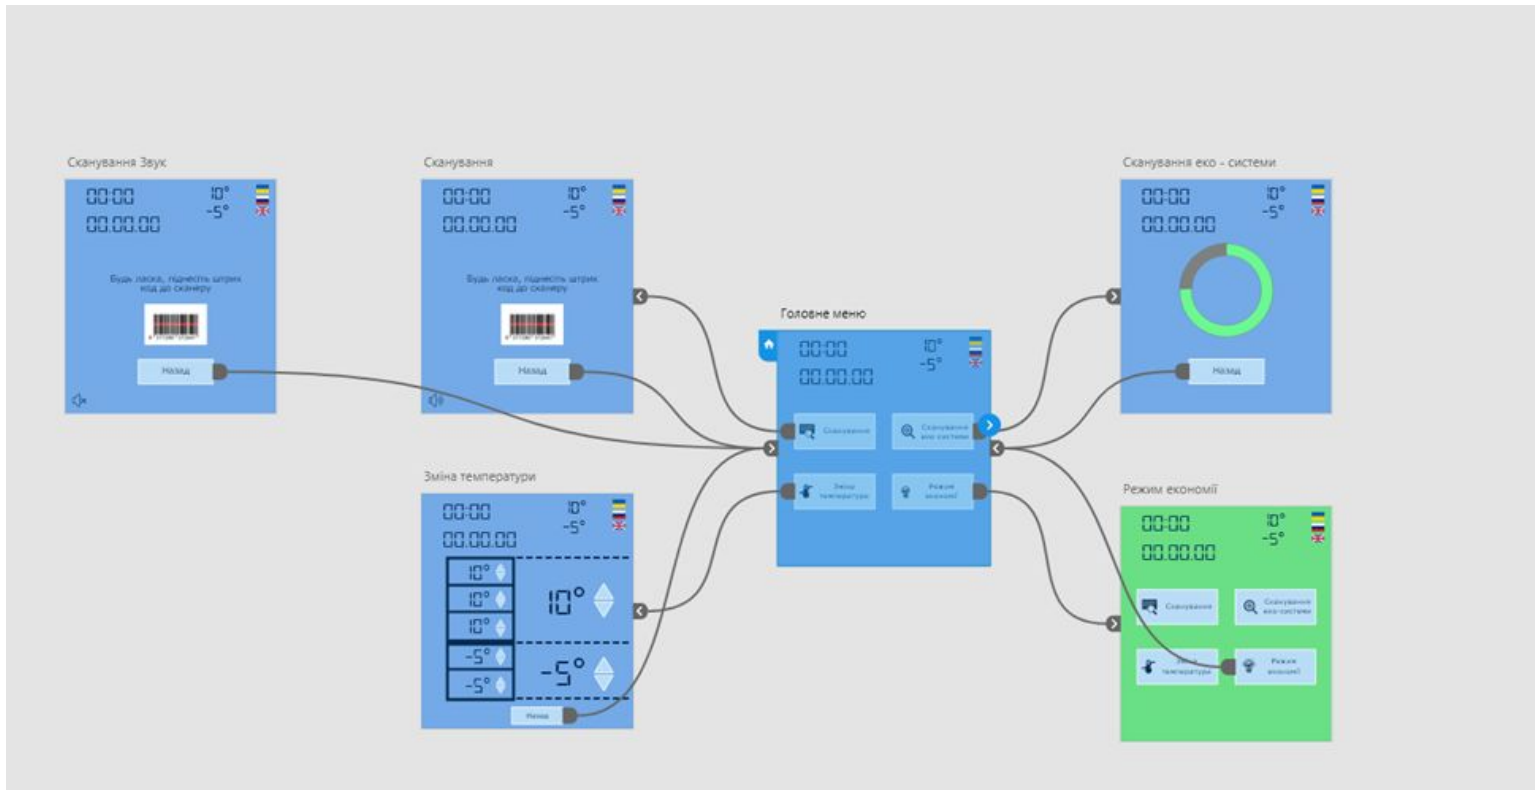 Сканування Звук
00:00 10°
-5°
00.00.00
Будь ласка, піднесіть штрих
код до сканеру
Назад
Сканування
00:00 10°
-5°
00.00.00
Будь ласка, піднесіть штрих
код до сканеру
Назад
Зміна температури
00:00 10°
-5°
00.00.00
10°
10°
10°
-5°
-5°
10°
-5°
Назад
Головне меню
00:00 10°
-5°
00.00.00
Сканування
Сканування
еко-системи
Зміна
температури
Режим
економії
Сканування еко - системи
00:00 10°
-5°
00.00.00
Назад
Режим економії
00:00 10°
-5°
00.00.00
Сканування
Сканування
еко-системи
Зміна
температури
Режим
економії